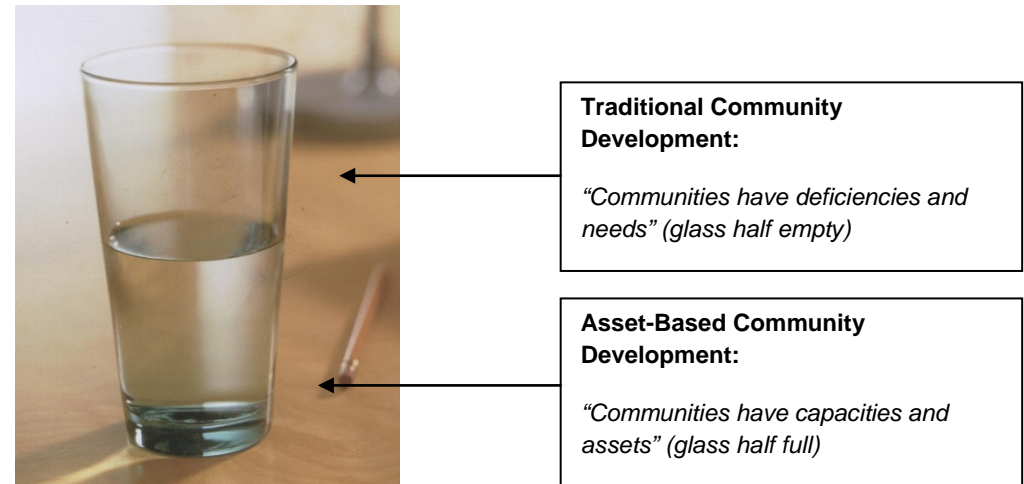 Traditional Community
Development:
“Communities have deficiencies and
needs” (glass half empty)
Asset-Based Community
Development:
“Communities have capacities and
assets” (glass half full)